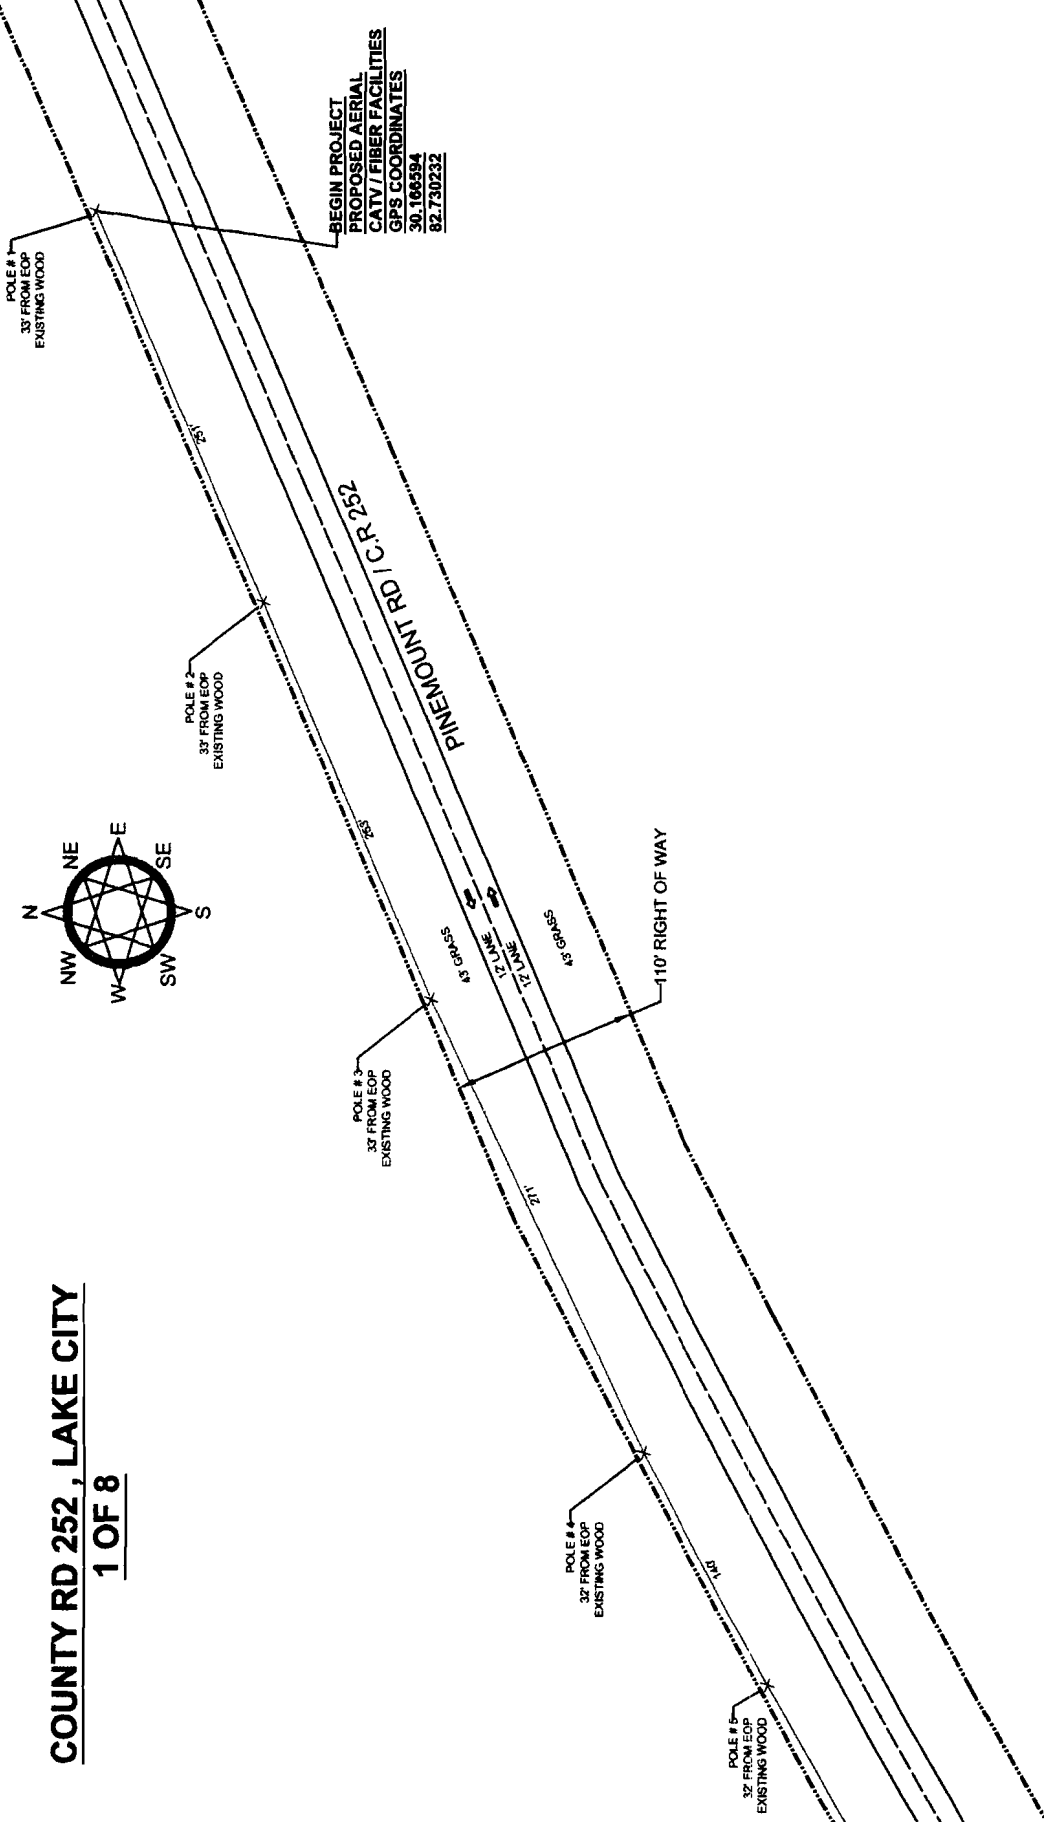 COUNTY RD 252 , LAKE CITY
1 OF 8
N
NE
E
SE
S
SW
W
NW
POLE # 1
33' FROM EOP
EXISTING WOOD
BEGIN PROJECT
PROPOSED AERIAL
CATV / FIBER FACILITIES
GPS COORDINATES
30.166594
82.730232
251'
POLE # 2
33' FROM EOP
EXISTING WOOD
PINEMOUNT RD / C.R 252
253'
POLE # 3
33' FROM EOP
EXISTING WOOD
43' GRASS
12' LANE
12' LANE
43' GRASS
110' RIGHT OF WAY
271'
POLE # 4
32' FROM EOP
EXISTING WOOD
140'
POLE # 5
32' FROM EOP
EXISTING WOOD